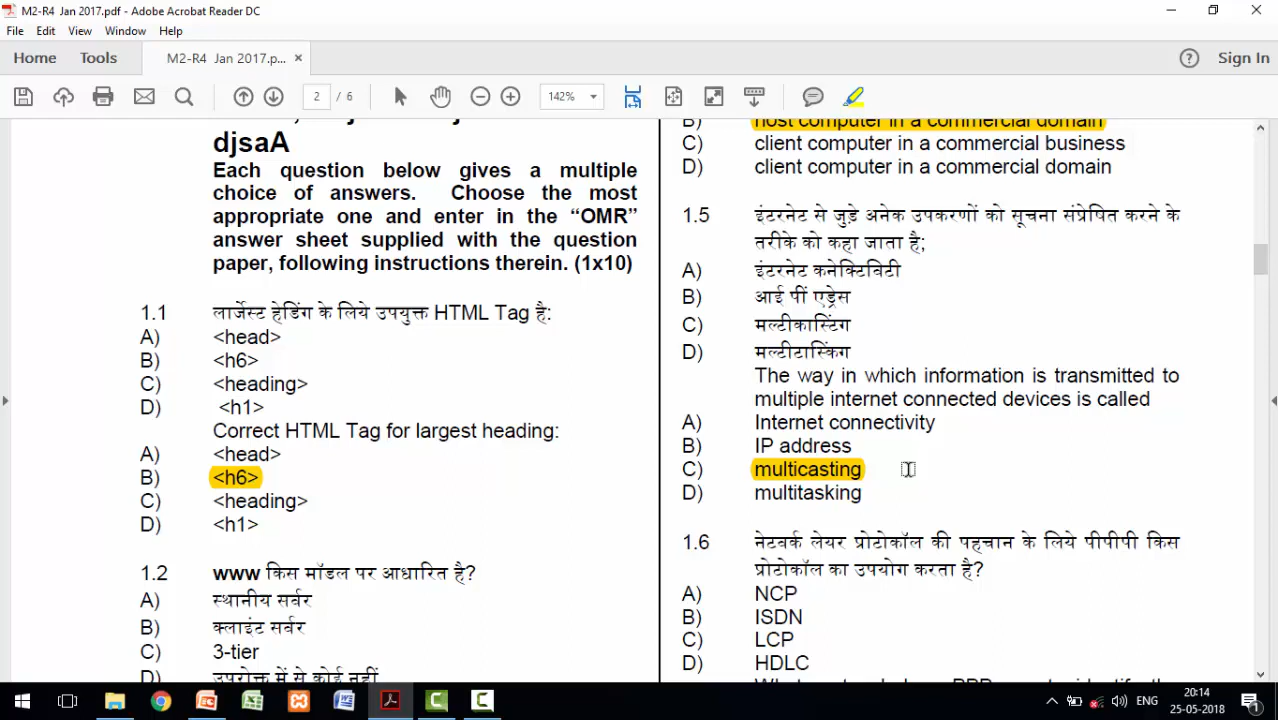 M2-R4 Jan 2017.pdf - Adobe Acrobat Reader DC
File Edit View Window Help
Home Tools M2-R4 Jan 2017.p... × Sign In
2 / 6 142%
djsaA
Each question below gives a multiple
choice of answers. Choose the most
appropriate one and enter in the “OMR”
answer sheet supplied with the question
paper, following instructions therein. (1x10)
1.1 लार्जेस्ट हेडिंग के लिये उपयुक्त HTML Tag है:
A) <head>
B) <h6>
C) <heading>
D) <h1>
Correct HTML Tag for largest heading:
A) <head>
B) <h6>
C) <heading>
D) <h1>
1.2 www किस मॉडल पर आधारित है?
A) स्थानीय सर्वर
B) क्लाइंट सर्वर
C) 3-tier
D) उपरोक्त में से कोई नहीं
B) host computer in a commercial domain
C) client computer in a commercial business
D) client computer in a commercial domain
1.5 इंटरनेट से जुड़े अनेक उपकरणों को सूचना संप्रेषित करने के
तरीके को कहा जाता है;
A) इंटरनेट कनेक्टिविटी
B) आई पीं एड्रेस
C) मल्टीकास्टिंग
D) मल्टीटास्किंग
The way in which information is transmitted to
multiple internet connected devices is called
A) Internet connectivity
B) IP address
C) multicasting
D) multitasking
1.6 नेटवर्क लेयर प्रोटोकॉल की पहचान के लिये पीपीपी किस
प्रोटोकॉल का उपयोग करता है?
A) NCP
B) ISDN
C) LCP
D) HDLC
ENG 20:14
25-05-2018